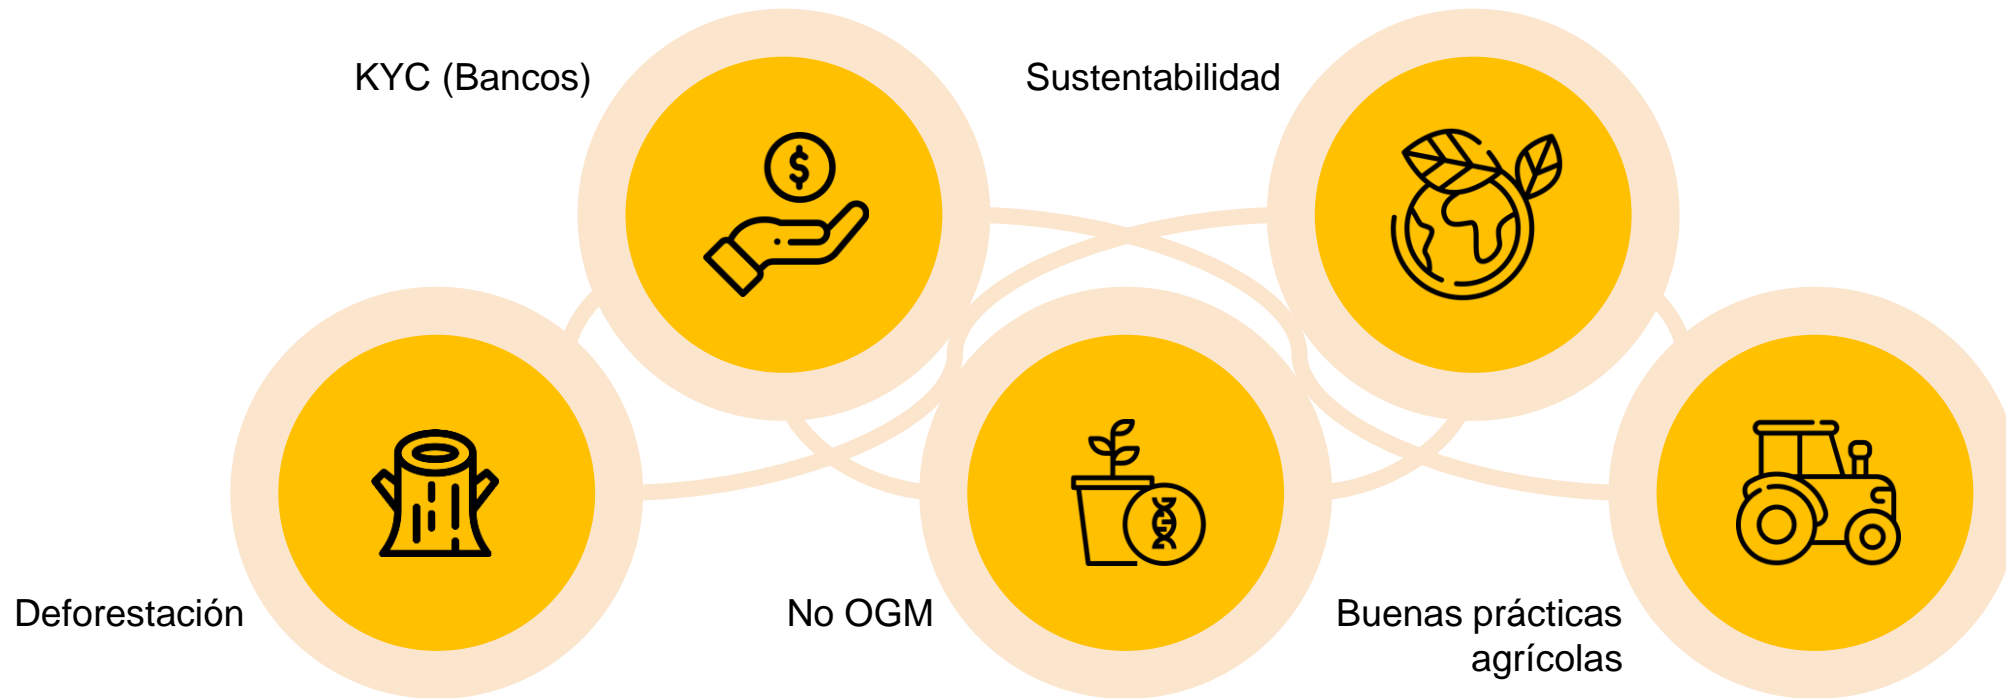 KYC (Bancos)
Sustentabilidad
Deforestación
No OGM
Buenas prácticas
agrícolas